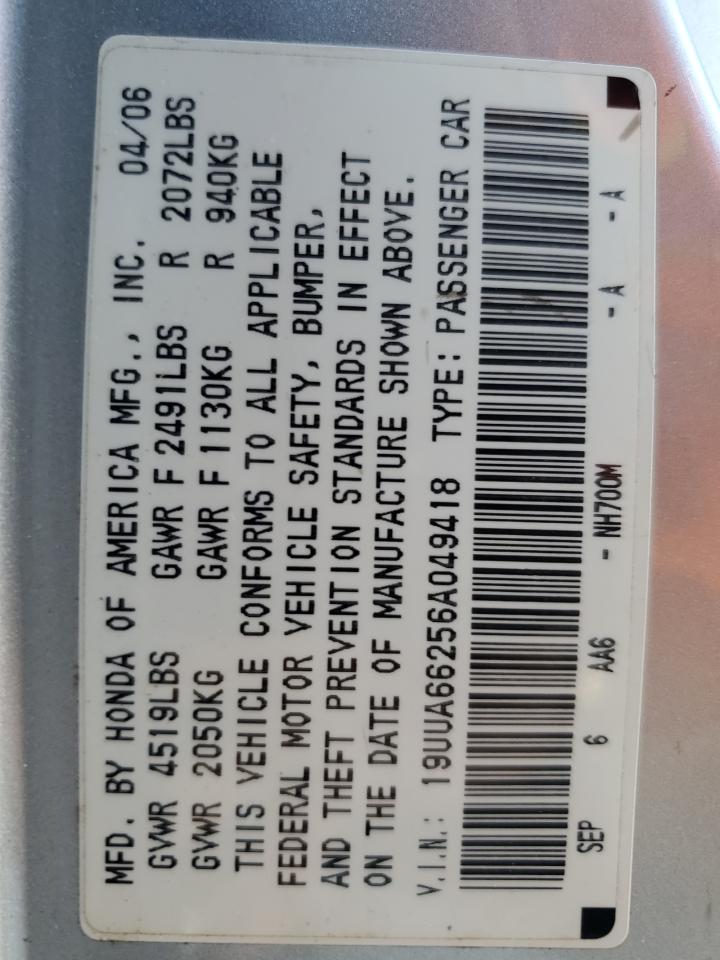 MFD. BY HONDA OF AMERICA MFG., INC. 04/06
GVWR 4519LBS GAWR F 2491LBS R 2072LBS
GVWR 2050KG GAWR F 1130KG R 940KG
THIS VEHICLE CONFORMS TO ALL APPLICABLE
FEDERAL MOTOR VEHICLE SAFETY, BUMPER,
AND THEFT PREVENTION STANDARDS IN EFFECT
ON THE DATE OF MANUFACTURE SHOWN ABOVE.
V.I.N.: 19UUA66256A049418 TYPE: PASSENGER CAR
SEP 6 AA6 - NH700M - A - A